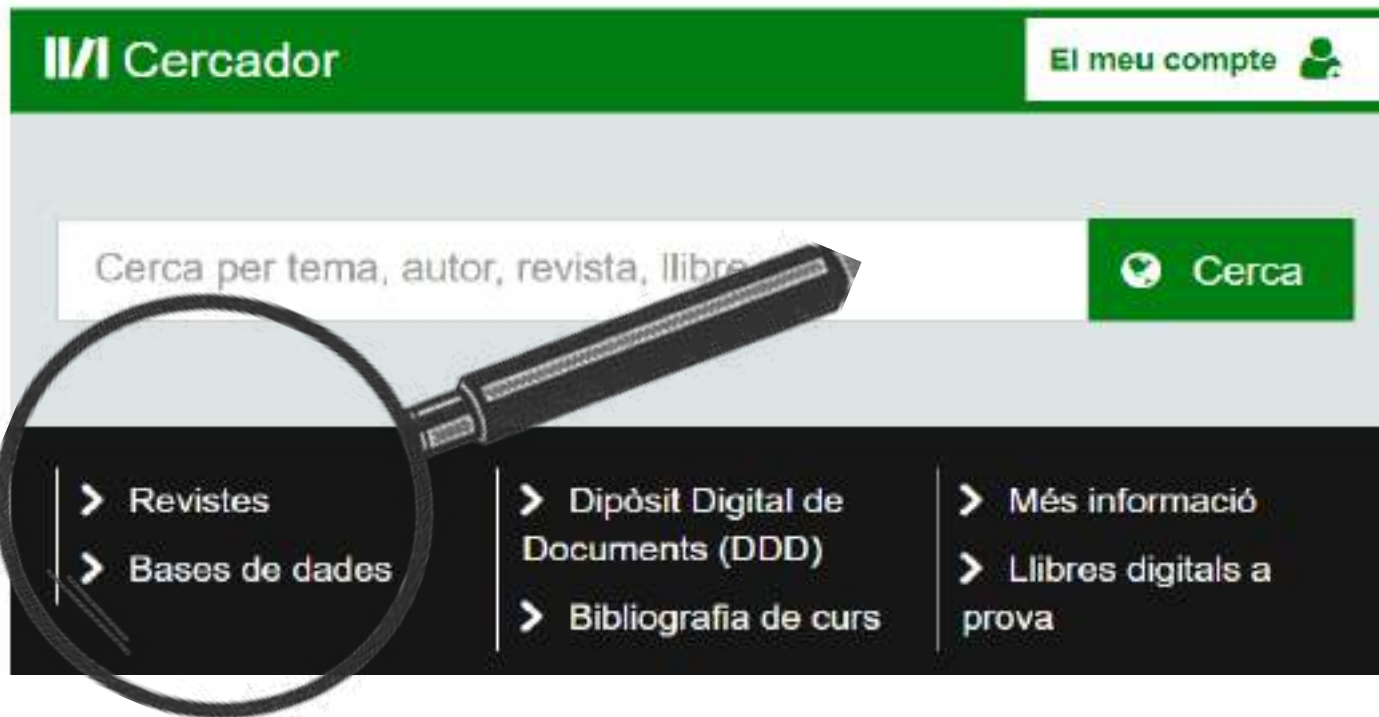 Cercador
El meu compte
Cerca per tema, autor, revista, llibre
Cerca
Revistes
Bases de dades
Dipòsit Digital de
Documents (DDD)
Bibliografia de curs
Més informació
Llibres digitals a
prova